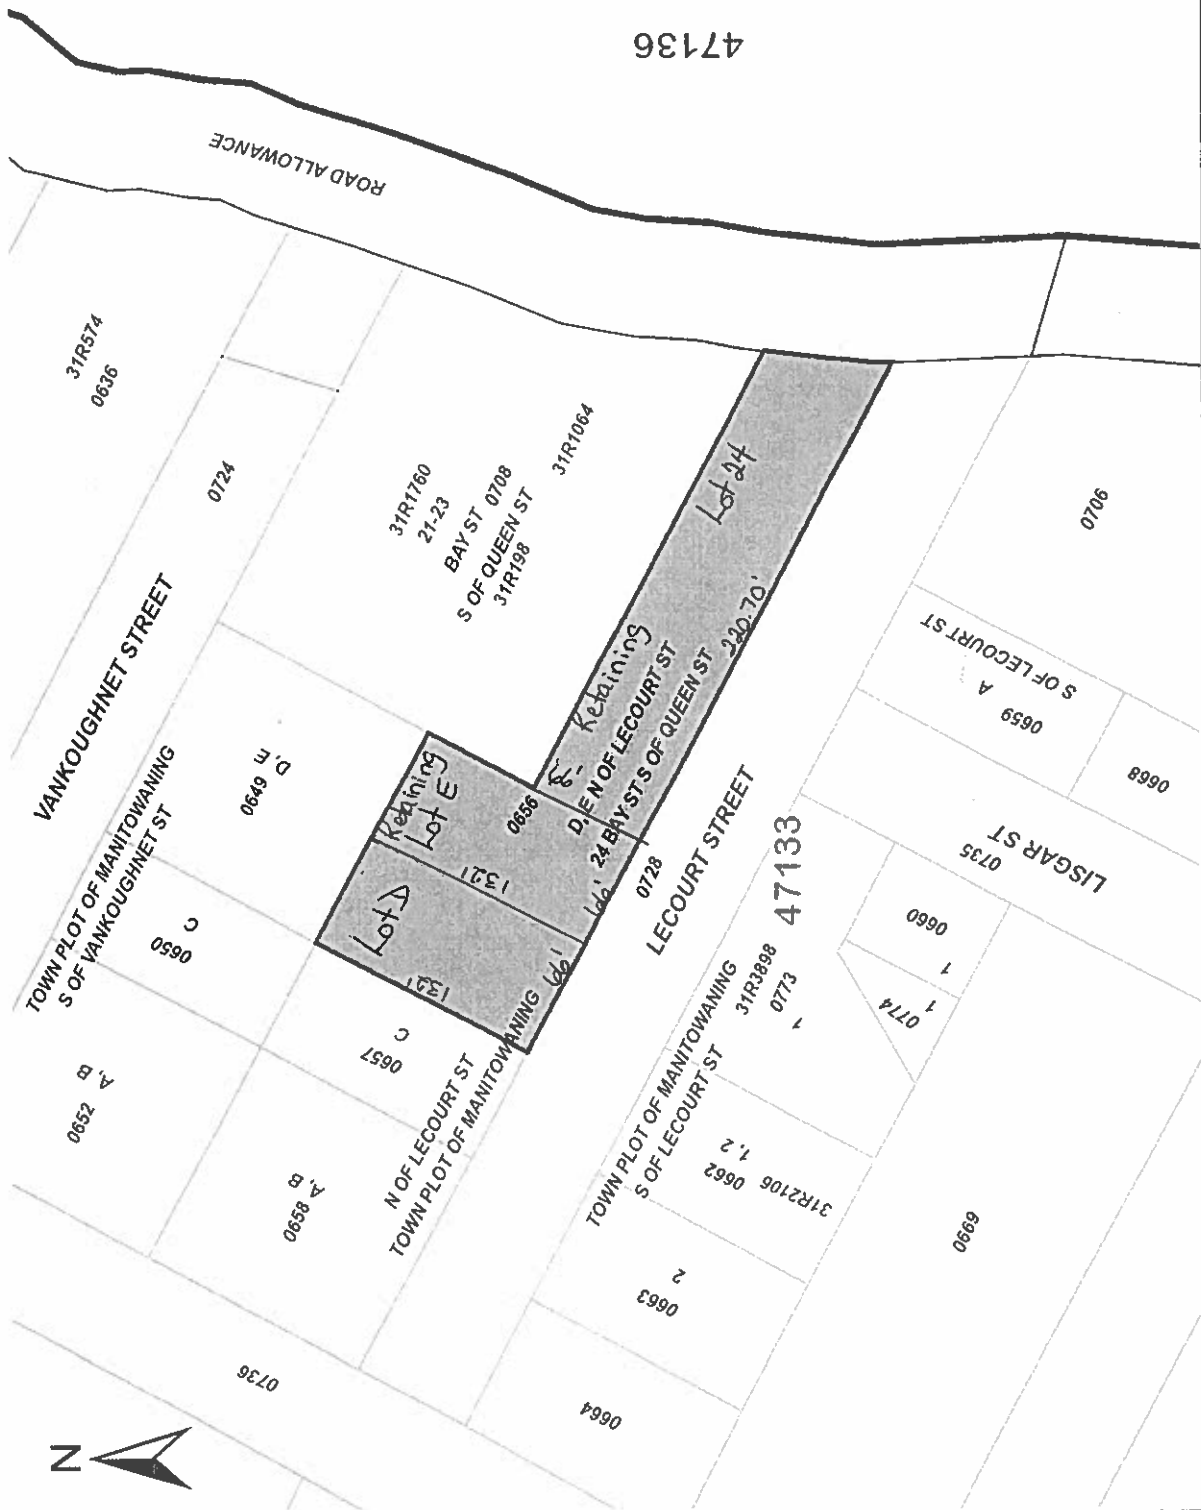 47136
ROAD ALLOWANCE
31R574
0636
0724
VANKOUGHNET STREET
31R1760
21-23
BAY ST 0708
S OF QUEEN ST
31R198
31R1064
Lot 24
0706
Retaining
66'
D, E N OF LECOURT ST
24 BAY ST S OF QUEEN ST
220.70'
S OF LECOURT ST
A
0659
0668
TOWN PLOT OF MANITOWANING
S OF VANKOUGHNET ST
0649 D, E
Retaining
Lot E
0656
132'
66'
0728
LECOURT STREET
47133
LISGAR ST
0735
0650 C
Lot D
132'
66'
0657 C
0660
1
0774 1
31R3898
0773
1
0652 A, B
N OF LECOURT ST
TOWN PLOT OF MANITOWANING
TOWN PLOT OF MANITOWANING
S OF LECOURT ST
0658 A, B
0662 1, 2
31R2106
0663 2
0669
0736
0664
N